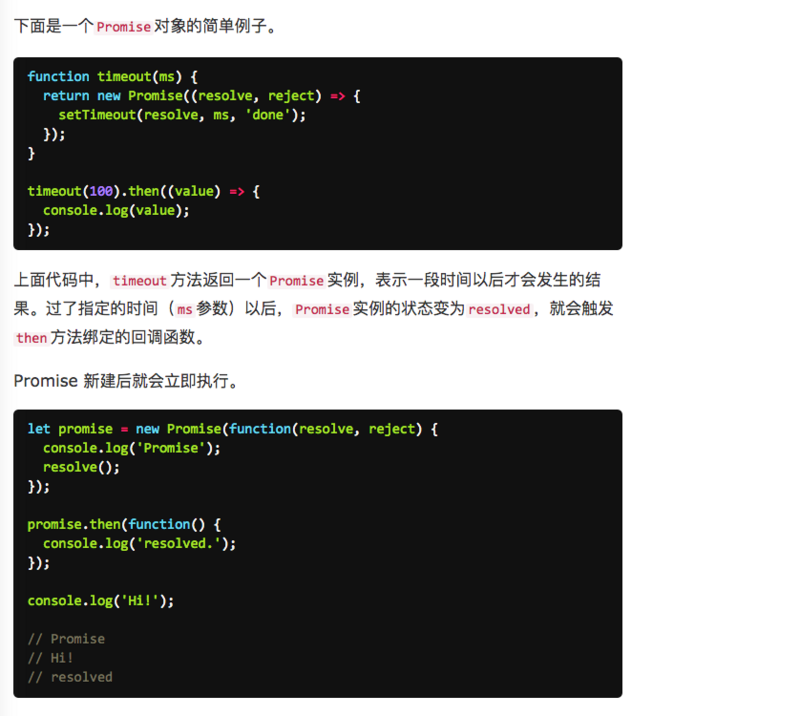 下面是一个Promise对象的简单例子。
function timeout(ms) {
  return new Promise((resolve, reject) => {
    setTimeout(resolve, ms, 'done');
  });
}
timeout(100).then((value) => {
  console.log(value);
});
上面代码中，timeout方法返回一个Promise实例，表示一段时间以后才会发生的结
果。过了指定的时间（ms参数）以后，Promise实例的状态变为resolved，就会触发
then方法绑定的回调函数。
Promise 新建后就会立即执行。
let promise = new Promise(function(resolve, reject) {
  console.log('Promise');
  resolve();
});
promise.then(function() {
  console.log('resolved.');
});
console.log('Hi!');
// Promise
// Hi!
// resolved